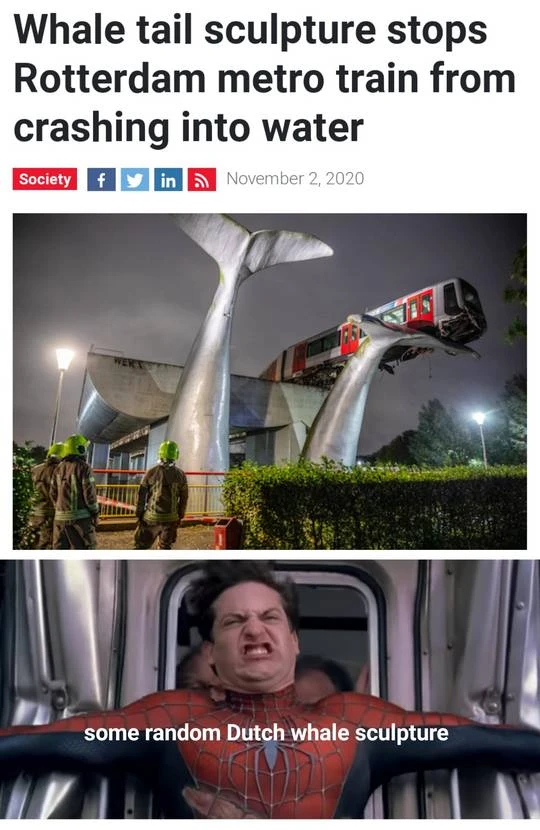 Whale tail sculpture stops
Rotterdam metro train from
crashing into water
Society f in November 2, 2020
some random Dutch whale sculpture